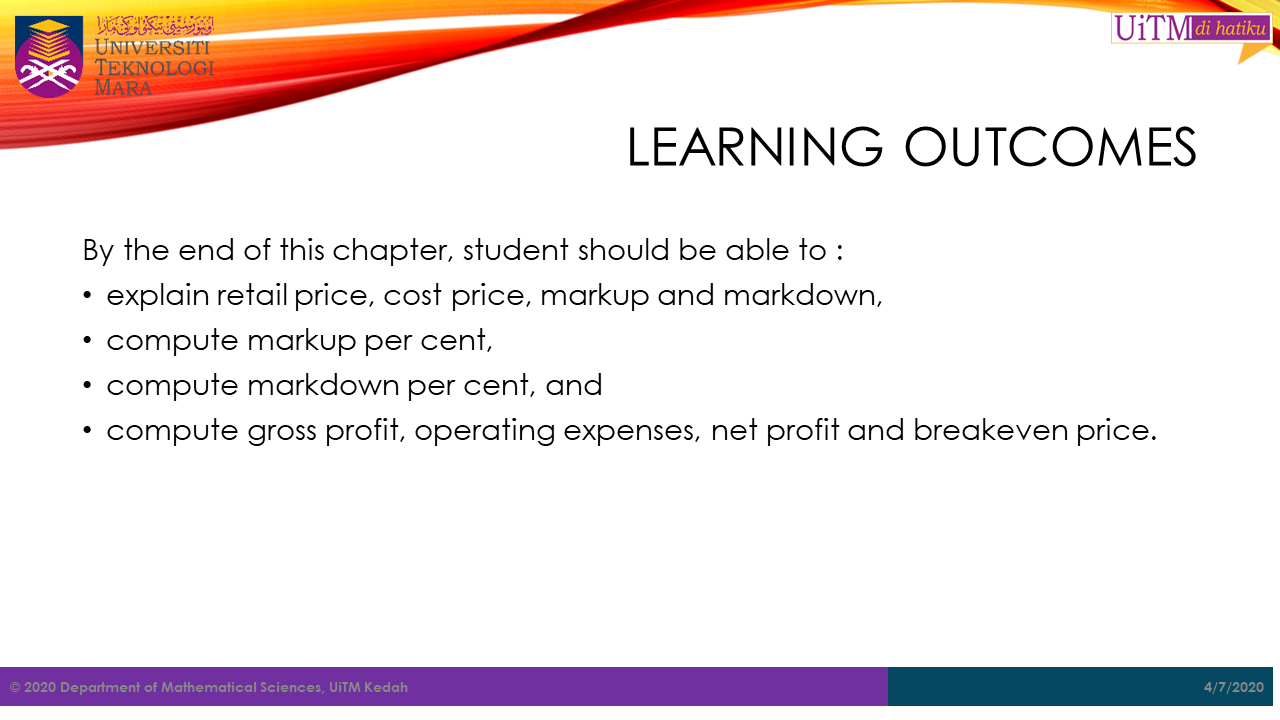 UNIVERSITI
TEKNOLOGI
MARA
UiTM di hatiku
LEARNING OUTCOMES
By the end of this chapter, student should be able to :
• explain retail price, cost price, markup and markdown,
• compute markup per cent,
• compute markdown per cent, and
• compute gross profit, operating expenses, net profit and breakeven price.
© 2020 Department of Mathematical Sciences, UiTM Kedah
4/7/2020